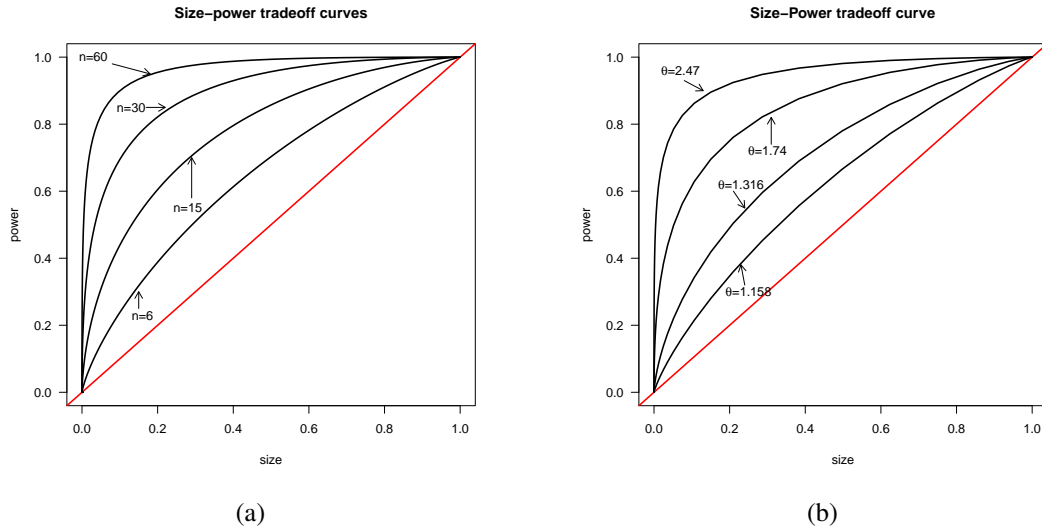 Size−power tradeoff curves
1.0
0.8
0.6
0.4
0.2
0.0
power
n=60
n=30
n=15
n=6
0.0 0.2 0.4 0.6 0.8 1.0
size
(a)
Size−Power tradeoff curve
1.0
0.8
0.6
0.4
0.2
0.0
power
θ=2.47
θ=1.74
θ=1.316
θ=1.158
0.0 0.2 0.4 0.6 0.8 1.0
size
(b)